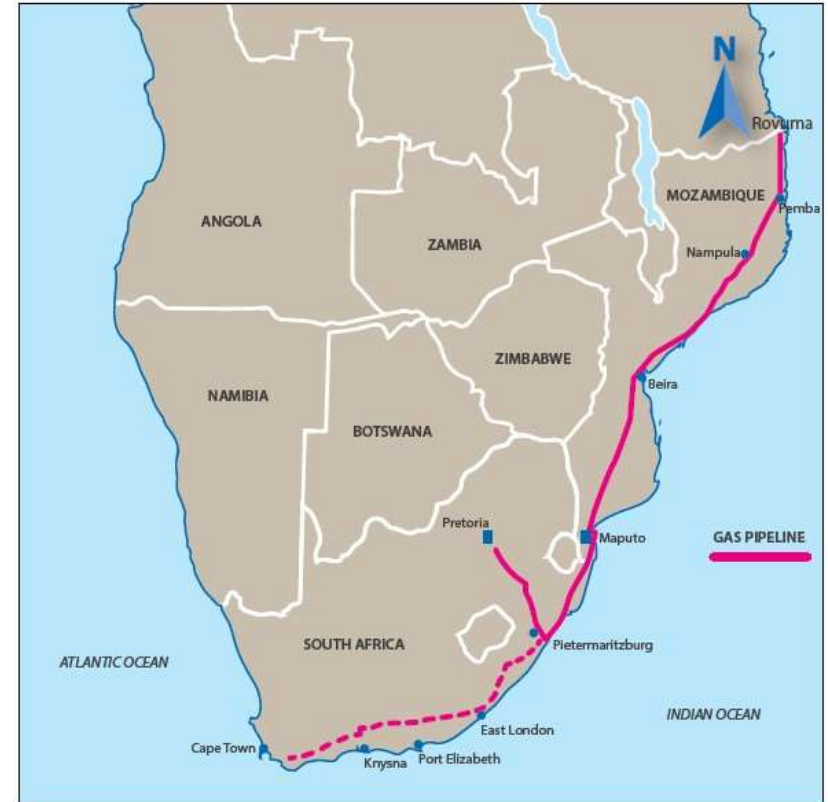 N
Rovuma
MOZAMBIQUE
Pemba
ANGOLA
ZAMBIA
Nampula
ZIMBABWE
Beira
NAMIBIA
BOTSWANA
Pretoria
Maputo
GAS PIPELINE
SOUTH AFRICA
Pietermaritzburg
ATLANTIC OCEAN
INDIAN OCEAN
East London
Cape Town
Knysna
Port Elizabeth